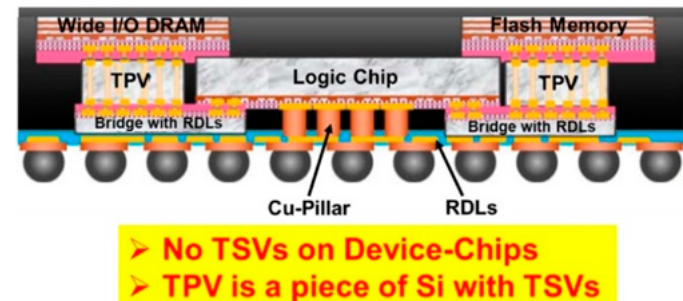 Wide I/O DRAM
Flash Memory
TPV
Logic Chip
TPV
Bridge with RDLs
Bridge with RDLs
Cu-Pillar
RDLs
➢ No TSVs on Device-Chips
➢ TPV is a piece of Si with TSVs